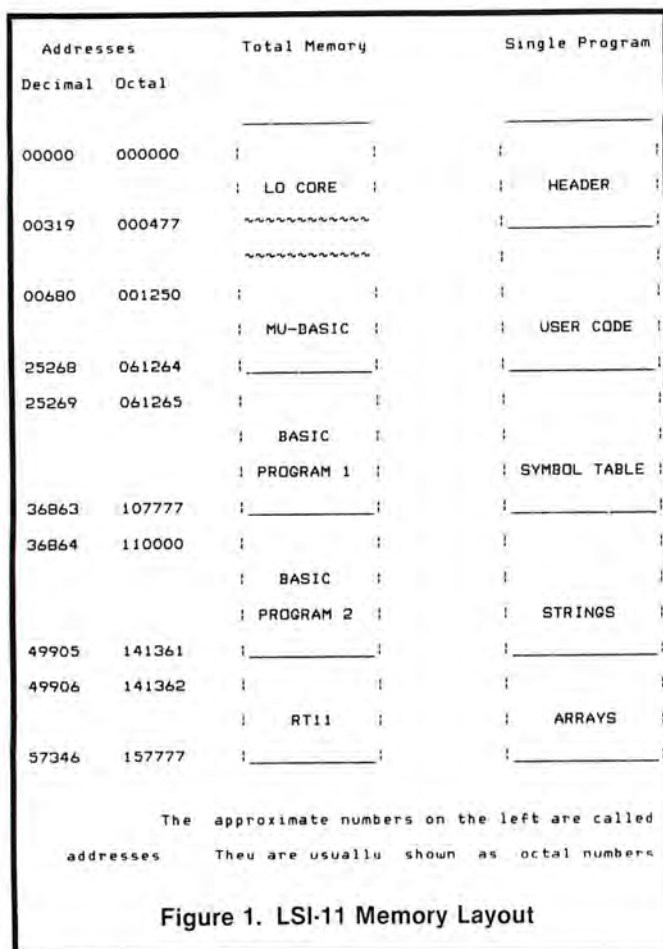 Addresses Total Memory Single Program
Decimal Octal
00000 000000
LO CORE HEADER
00319 000477 ~~~~~~~~~~~~
~~~~~~~~~~~~
00680 001250
MU-BASIC USER CODE
25268 061264
25269 061265
BASIC
PROGRAM 1 SYMBOL TABLE
36863 107777
36864 110000
BASIC
PROGRAM 2 STRINGS
49905 141361
49906 141362
RT11 ARRAYS
57346 157777
The approximate numbers on the left are called
addresses They are usually shown as octal numbers
Figure 1. LSI-11 Memory Layout